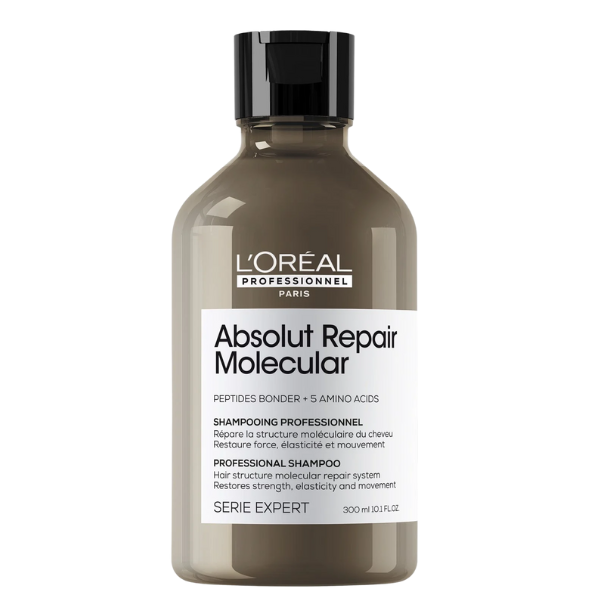 L'ORÉAL
PROFESSIONNEL
PARIS
Absolut Repair
Molecular
PEPTIDES BONDER + 5 AMINO ACIDS
SHAMPOOING PROFESSIONNEL
Répare la structure moléculaire du cheveu
Restaure force, élasticité et mouvement
PROFESSIONAL SHAMPOO
Hair structure molecular repair system
Restores strength, elasticity and movement
SERIE EXPERT 300 ml 10.1 FL.OZ.